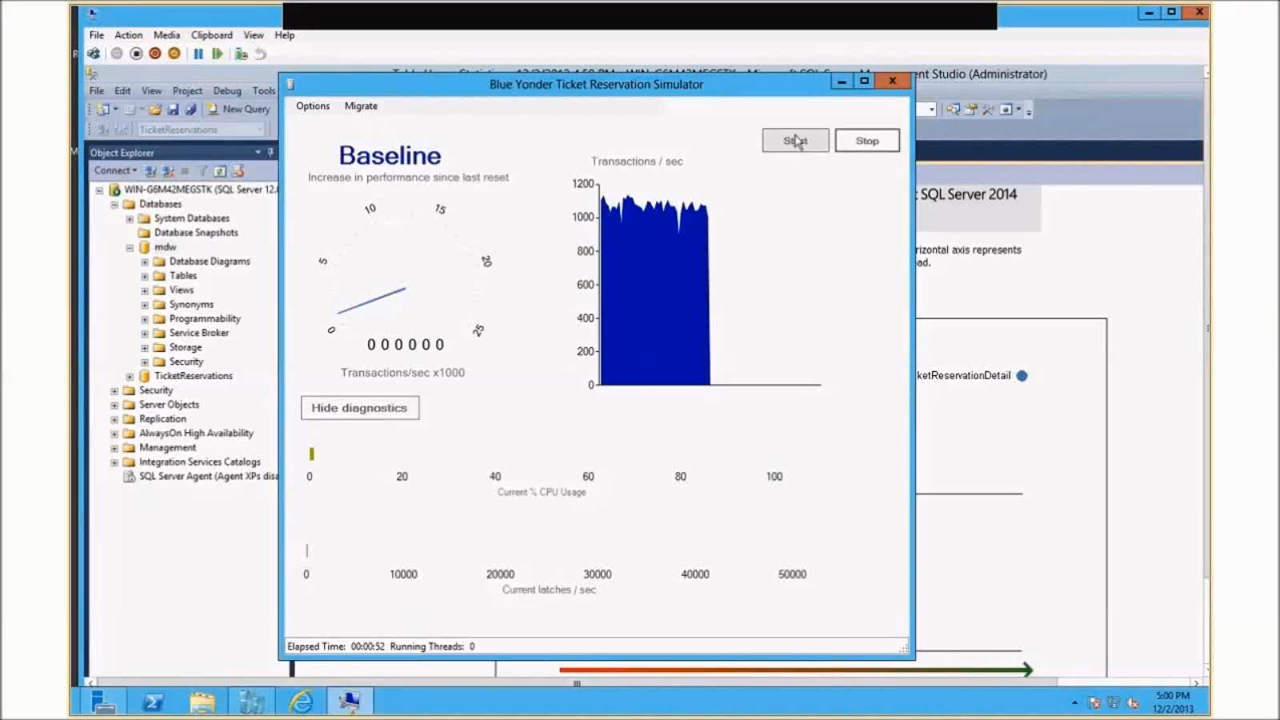 File Action Media Clipboard View Help
File Edit View Project Debug Tools
ent Studio (Administrator)
New Query
TicketReservations
Object Explorer
Connect
WIN-G6M42MEGSTK (SQL Server 12.
Databases
System Databases
Database Snapshots
mdw
Database Diagrams
Tables
Views
Synonyms
Programmability
Service Broker
Storage
Security
TicketReservations
Security
Server Objects
Replication
AlwaysOn High Availability
Management
Integration Services Catalogs
SQL Server Agent (Agent XPs disa
Blue Yonder Ticket Reservation Simulator
Options Migrate
Stop
Baseline
Increase in performance since last reset
0 5 10 15 20 25
000000
Transactions/sec x1000
Transactions / sec
1200
1000
800
600
400
200
0
Hide diagnostics
0 20 40 60 80 100
Current % CPU Usage
0 10000 20000 30000 40000 50000
Current latches / sec
Elapsed Time: 00:00:52 Running Threads: 0
SQL Server 2014
rizontal axis represents
ad.
ketReservationDetail
5:00 PM
12/2/2013